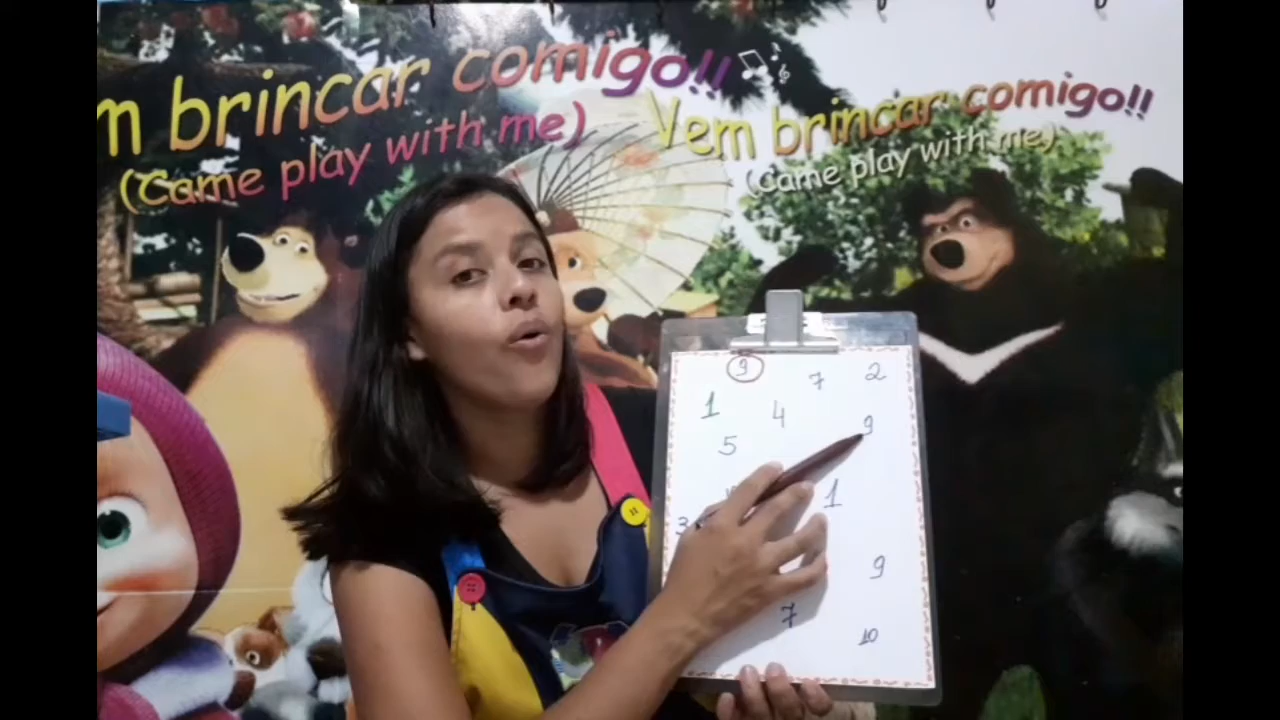 m brincar comigo!!
(Came play with me)
Vem brincar comigo!!
(Came play with me)
9 7 2
1 4 9
5
1
3
9
7
10